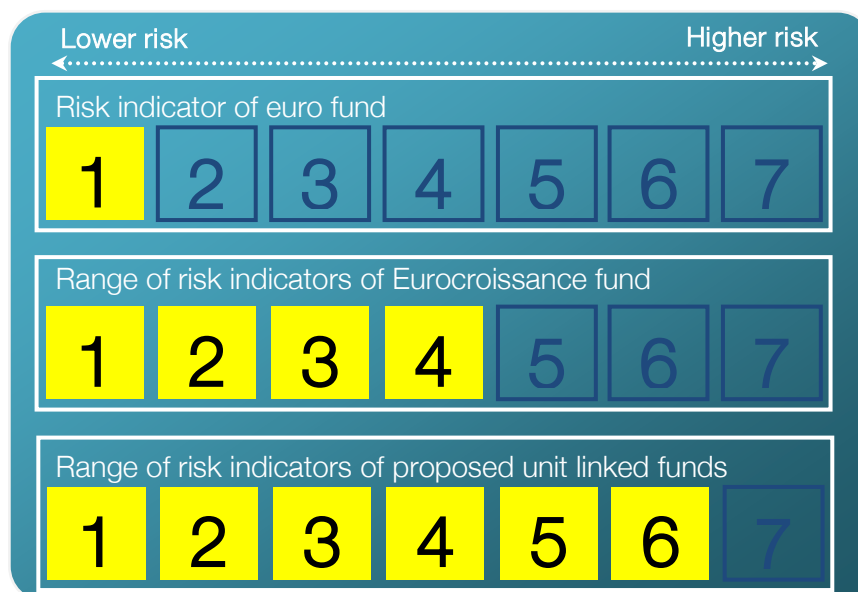 Lower risk Higher risk
Risk indicator of euro fund
1 2 3 4 5 6 7
Range of risk indicators of Eurocroissance fund
1 2 3 4 5 6 7
Range of risk indicators of proposed unit linked funds
1 2 3 4 5 6 7